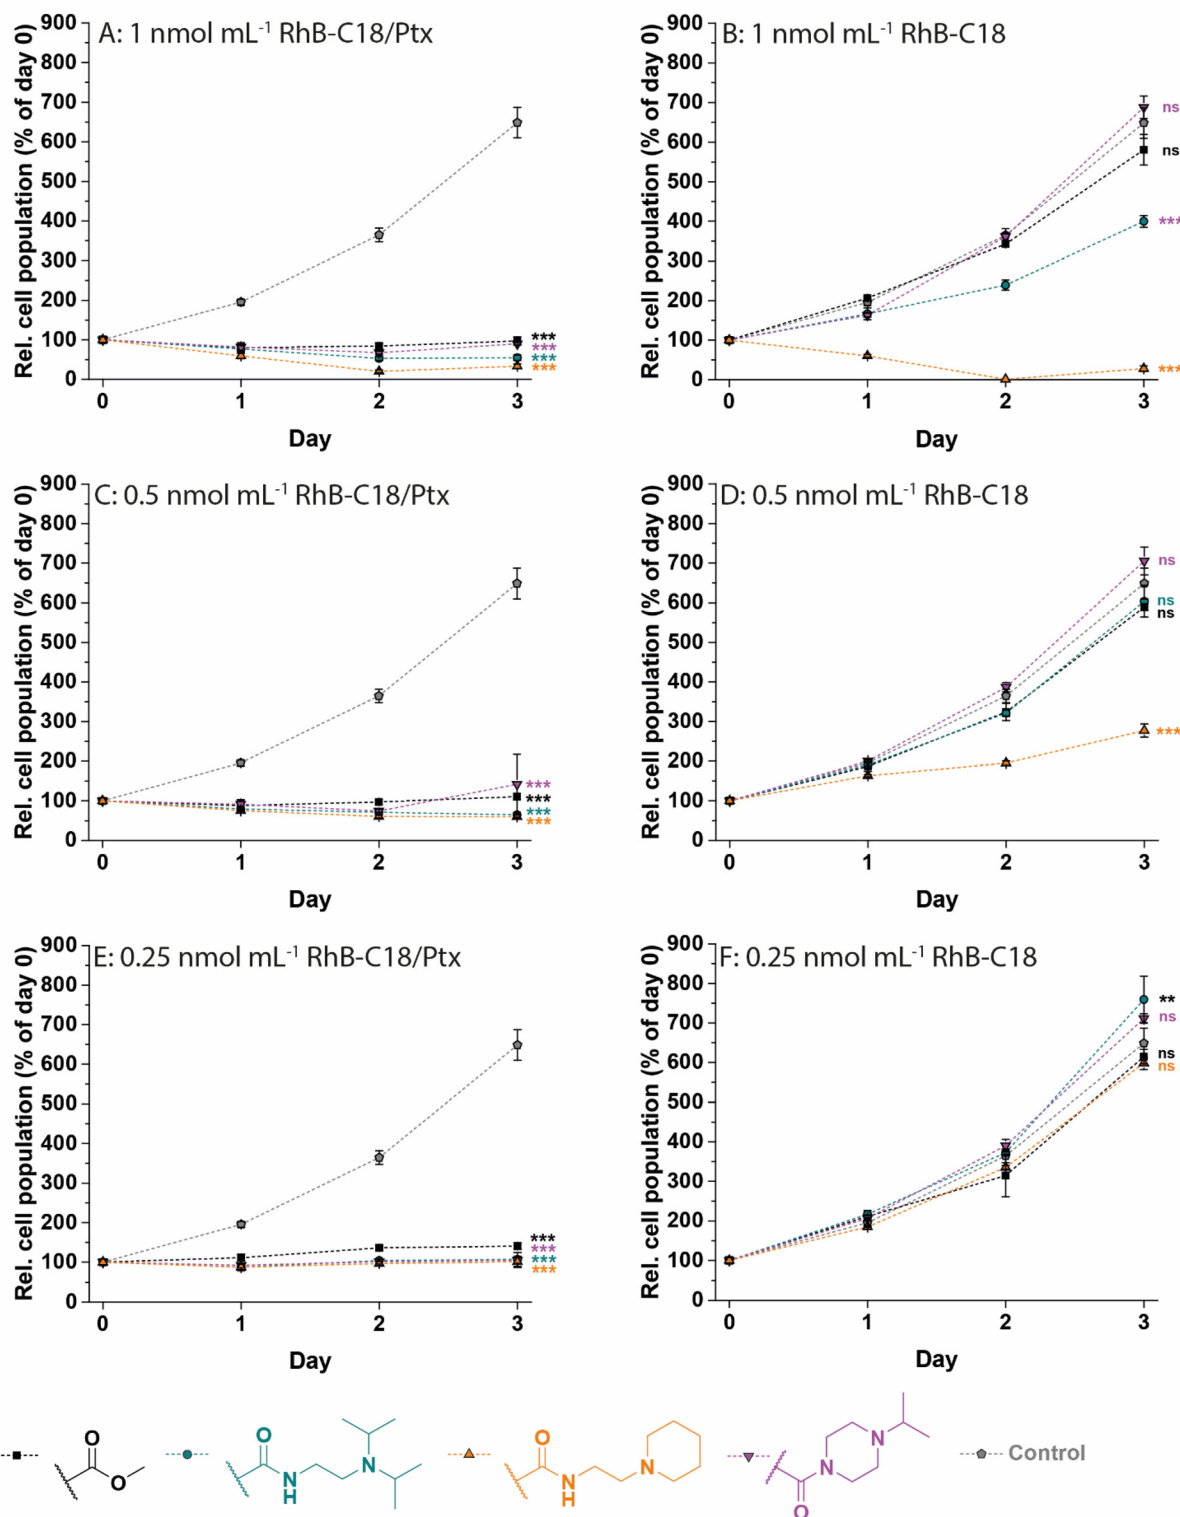 A: 1 nmol mL⁻¹ RhB-C18/Ptx
Rel. cell population (% of day 0)
900
800
700
600
500
400
300
200
100
0
***
***
***
***
0 1 2 3
Day
B: 1 nmol mL⁻¹ RhB-C18
Rel. cell population (% of day 0)
900
800
700
600
500
400
300
200
100
0
ns
ns
***
***
0 1 2 3
Day
C: 0.5 nmol mL⁻¹ RhB-C18/Ptx
Rel. cell population (% of day 0)
900
800
700
600
500
400
300
200
100
0
***
***
***
***
0 1 2 3
Day
D: 0.5 nmol mL⁻¹ RhB-C18
Rel. cell population (% of day 0)
900
800
700
600
500
400
300
200
100
0
ns
ns
ns
***
0 1 2 3
Day
E: 0.25 nmol mL⁻¹ RhB-C18/Ptx
Rel. cell population (% of day 0)
900
800
700
600
500
400
300
200
100
0
***
***
***
***
0 1 2 3
Day
F: 0.25 nmol mL⁻¹ RhB-C18
Rel. cell population (% of day 0)
900
800
700
600
500
400
300
200
100
0
**
ns
ns
ns
0 1 2 3
Day
O
O
O
N
H
N
O
N
H
N
N
N
O
Control